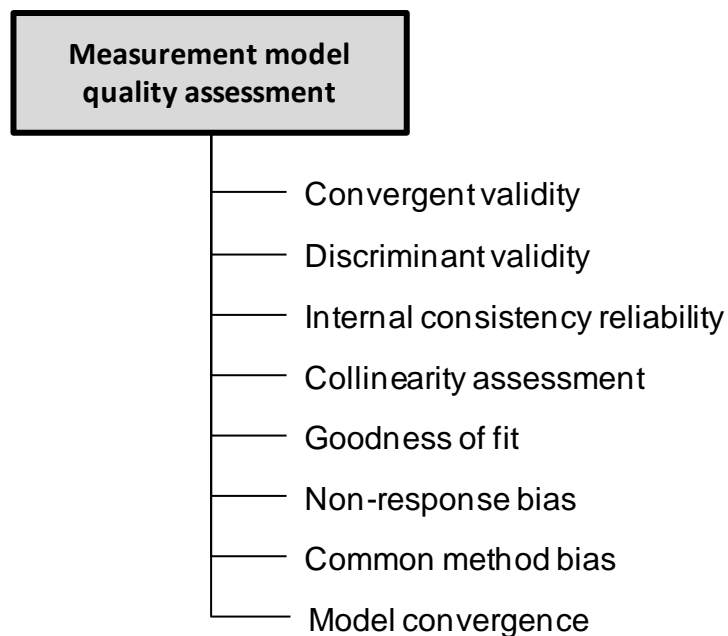 Measurement model
quality assessment
Convergent validity
Discriminant validity
Internal consistency reliability
Collinearity assessment
Goodness of fit
Non-response bias
Common method bias
Model convergence